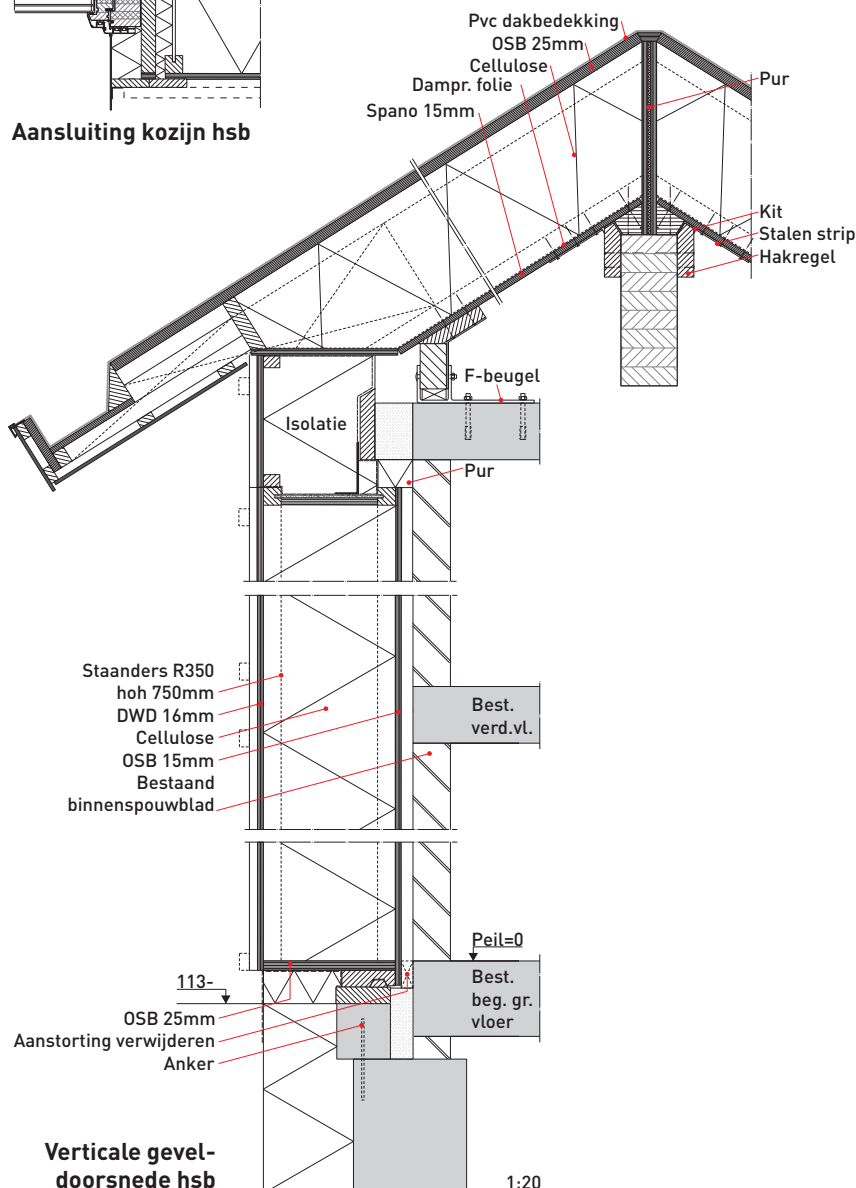 Aansluiting kozijn hsb
Pvc dakbedekking
OSB 25mm
Cellulose
Dampr. folie
Spano 15mm
Pur
Kit
Stalen strip
Hakregel
F-beugel
Isolatie
Pur
Staanders R350
hoh 750mm
DWD 16mm
Cellulose
OSB 15mm
Bestaand
binnenspouwblad
Best.
verd.vl.
Peil=0
Best.
beg. gr.
vloer
113-
OSB 25mm
Aanstorting verwijderen
Anker
Verticale gevel-
doorsnede hsb
1:20